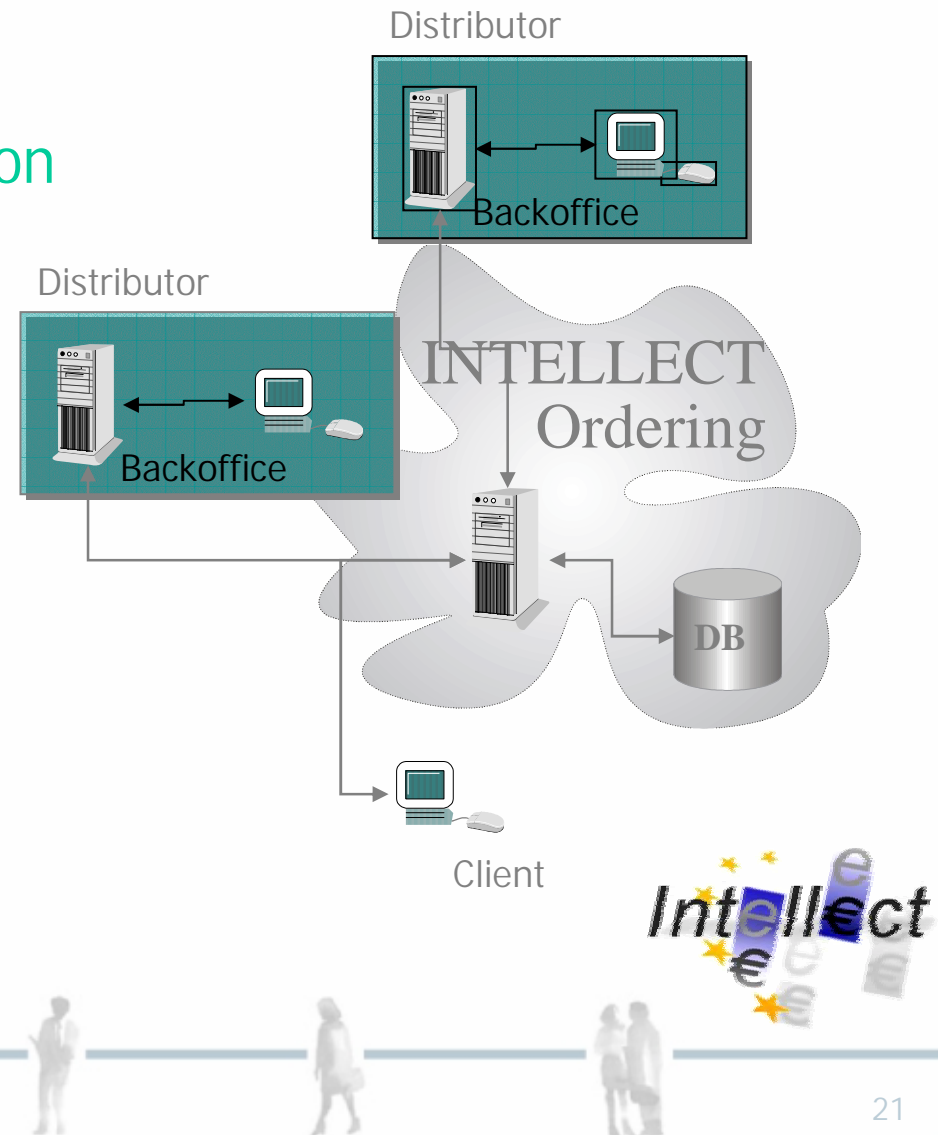 Distributor
on
Backoffice
Distributor
INTELLECT
Ordering
Backoffice
DB
Client
Intellect
21